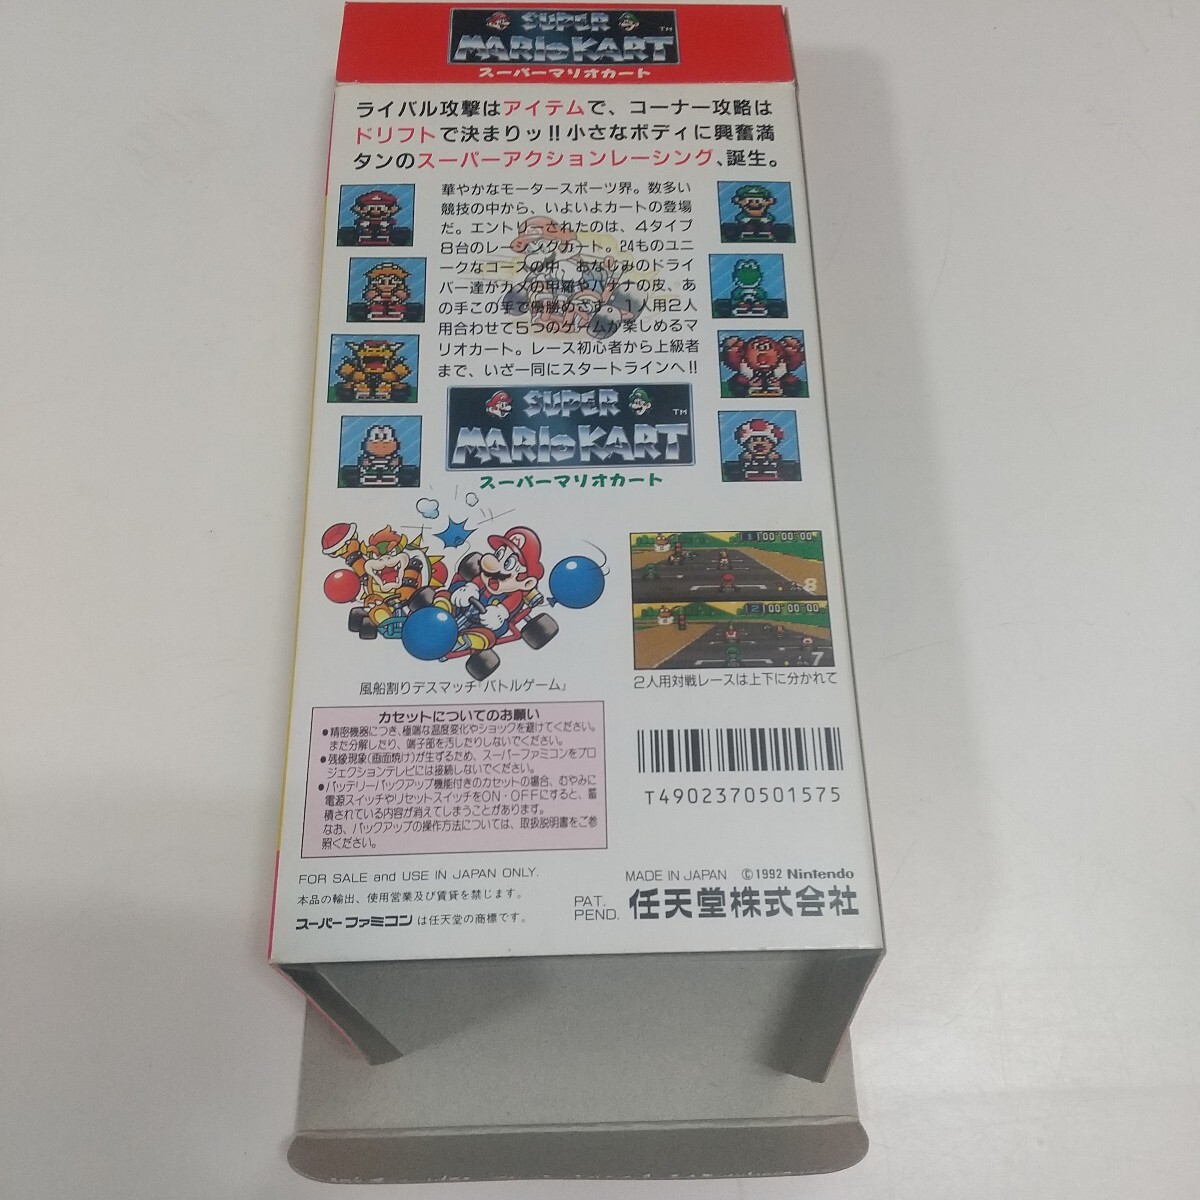 SUPER
MARIO KART TM
スーパーマリオカート
ライバル攻撃はアイテムで、コーナー攻略は
ドリフトで決まりッ!!小さなボディに興奮満
タンのスーパーアクションレーシング、誕生。
華やかなモータースポーツ界。数多い
競技の中から、いよいよカートの登場
だ。エントリーされたのは、4タイプ
8台のレーシングカート。24ものユニ
ークなコースの中、おなじみのドライ
バー達がカメの甲羅やバナナの皮、あ
の手この手で優勝めざす。1人用2人
用合わせて5つのゲームが楽しめるマ
リオカート。レース初心者から上級者
まで、いざ一同にスタートラインへ!!
SUPER
MARIO KART TM
スーパーマリオカート
1 00'00"00
8
2 00'00"00
7
風船割りデスマッチ「バトルゲーム」
2人用対戦レースは上下に分かれて
カセットについてのお願い
●精密機器につき、極端な温度変化やショックを避けてください。
また分解したり、端子部を汚したりしないでください。
●残像現象(画面焼け)が生ずるため、スーパーファミコンをプロ
ジェクションテレビには接続しないでください。
●バッテリーバックアップ機能付きのカセットの場合、むやみに
電源スイッチやリセットスイッチをON・OFFにすると、蓄
積されている内容が消えてしまうことがあります。
なお、バックアップの操作方法については、取扱説明書をご参
照ください。
T4902370501575
FOR SALE and USE IN JAPAN ONLY.
本品の輸出、使用営業及び賃貸を禁じます。
スーパーファミコンは任天堂の商標です。
MADE IN JAPAN ©1992 Nintendo
PAT.
PEND. 任天堂株式会社